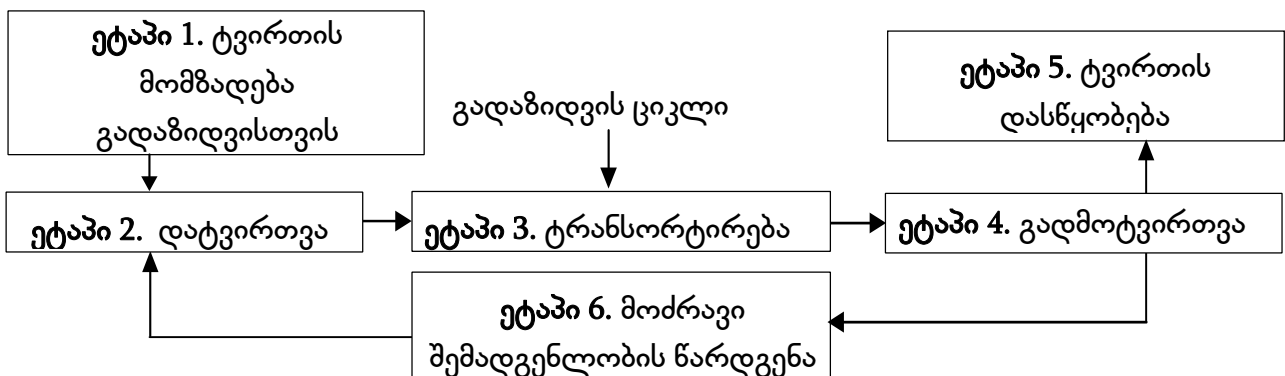 ეტაპი 1. ტვირთის
მომზადება
გადაზიდვისთვის
გადაზიდვის ციკლი
ეტაპი 5. ტვირთის
დასწყობება
ეტაპი 2. დატვირთვა
ეტაპი 3. ტრანსორტირება
ეტაპი 4. გადმოტვირთვა
ეტაპი 6. მოძრავი
შემადგენლობის წარდგენა